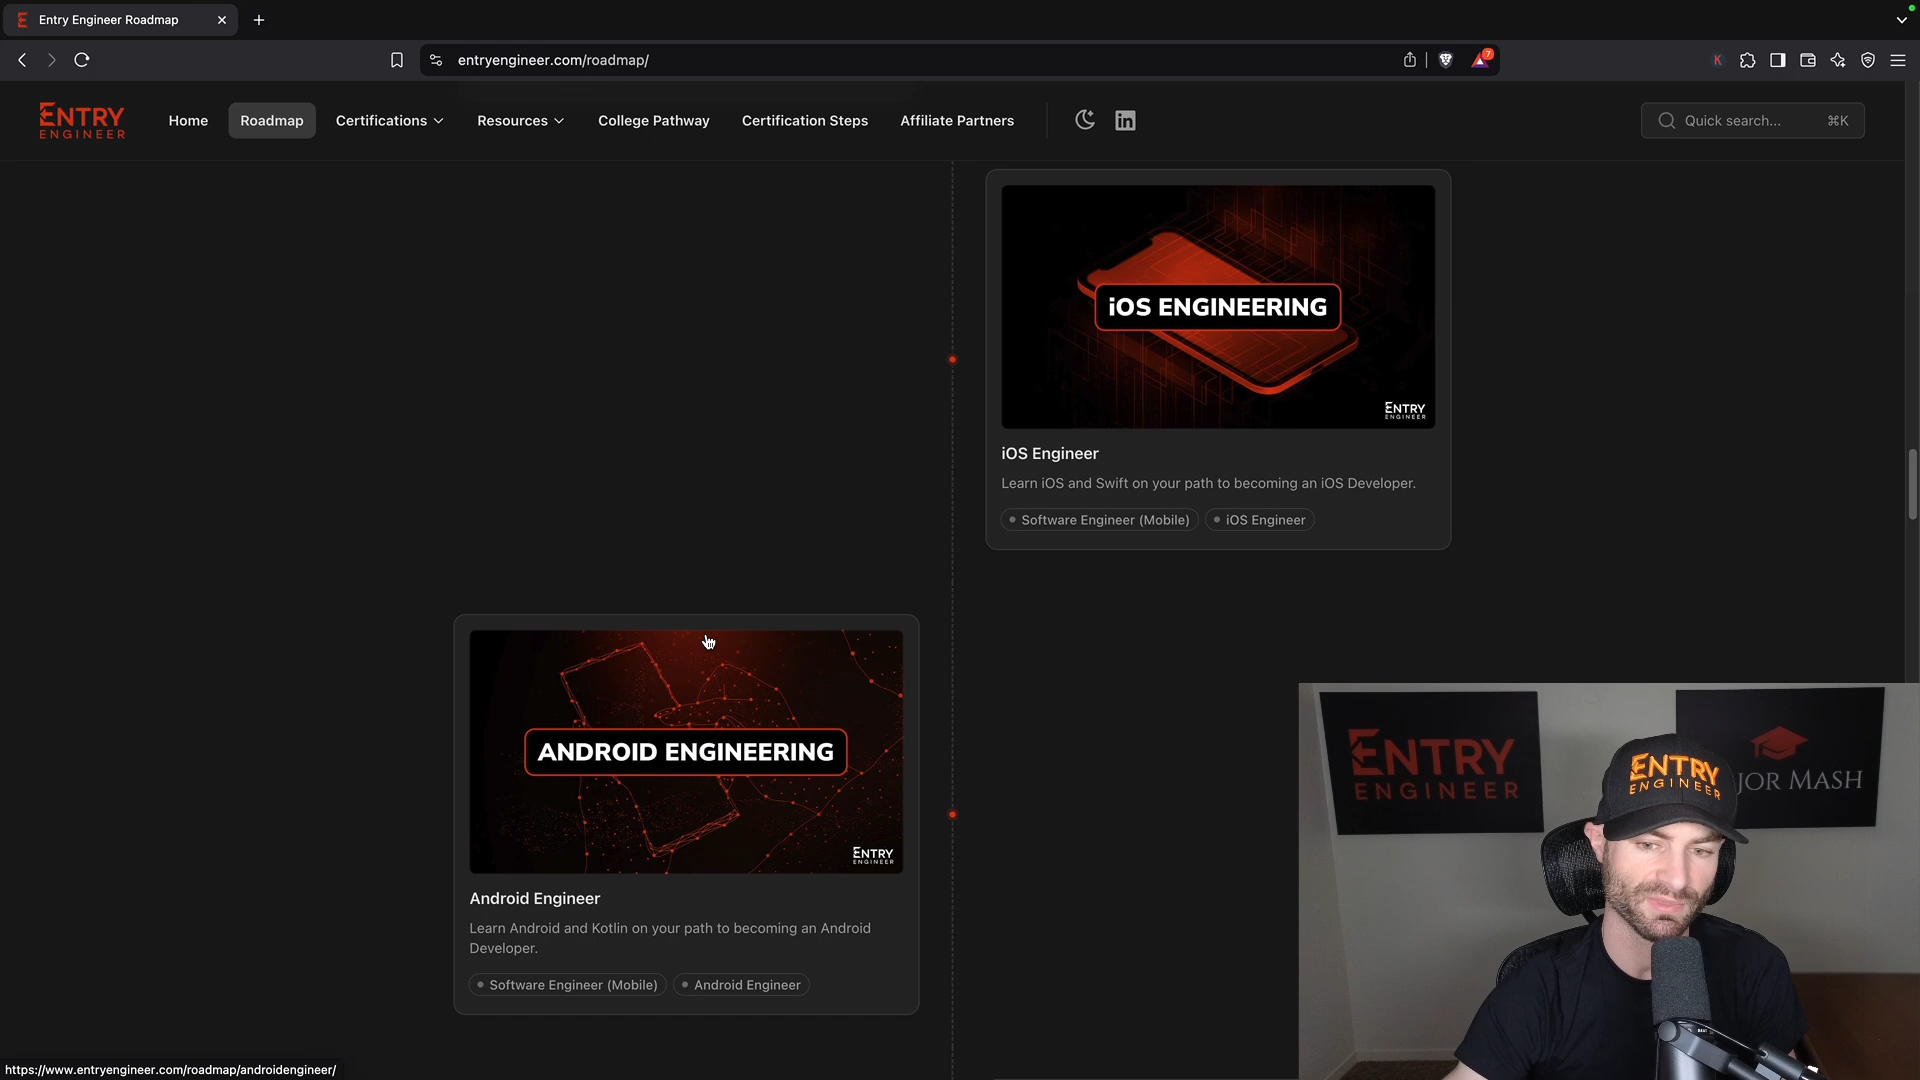 Entry Engineer Roadmap
entryengineer.com/roadmap/
7
K
ENTRY
ENGINEER
Home
Roadmap
Certifications
Resources
College Pathway
Certification Steps
Affiliate Partners
in
Quick search...
⌘K
iOS ENGINEERING
ENTRY
ENGINEER
iOS Engineer
Learn iOS and Swift on your path to becoming an iOS Developer.
Software Engineer (Mobile)
iOS Engineer
ANDROID ENGINEERING
ENTRY
ENGINEER
Android Engineer
Learn Android and Kotlin on your path to becoming an Android
Developer.
Software Engineer (Mobile)
Android Engineer
ENTRY
ENGINEER
ENTRY
ENGINEER
JOR MASH
https://www.entryengineer.com/roadmap/androidengineer/